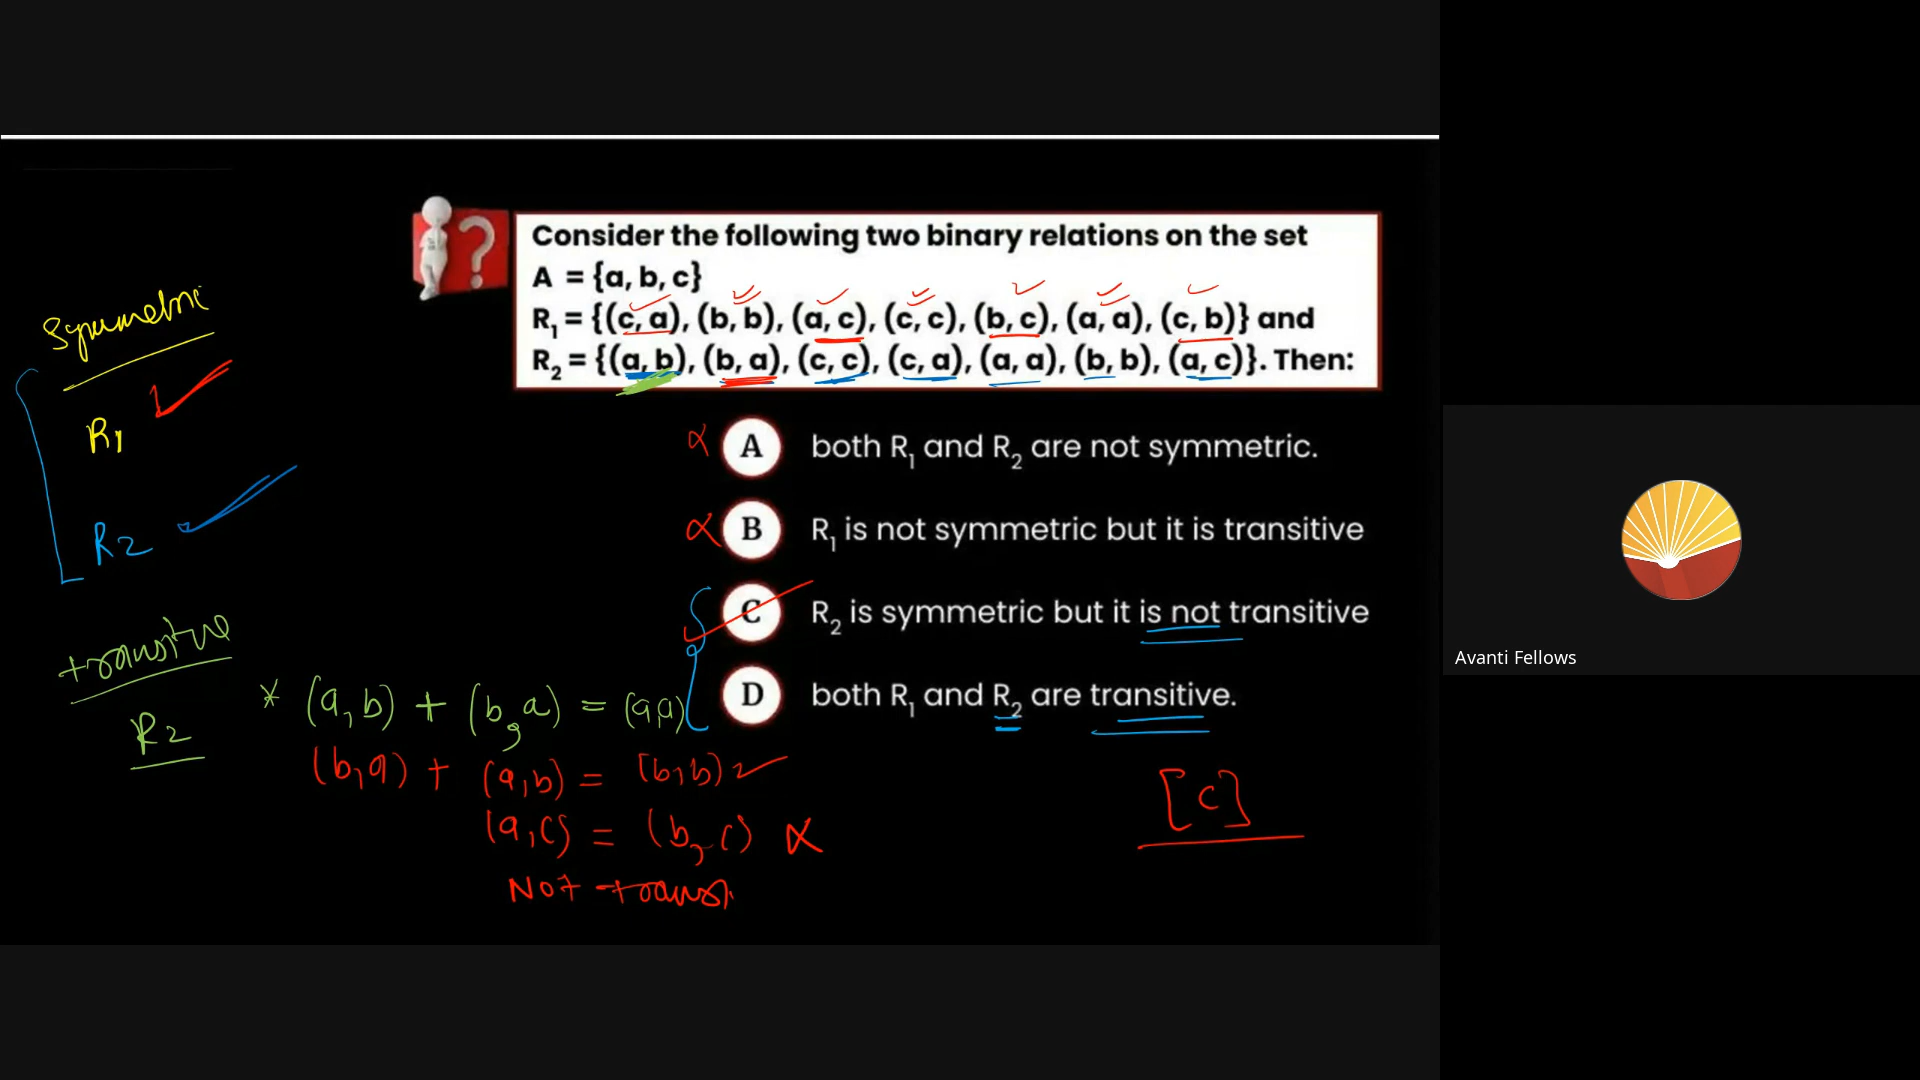 Consider the following two binary relations on the set
A = {a, b, c}
R₁ = {(c, a), (b, b), (a, c), (c, c), (b, c), (a, a), (c, b)} and
R₂ = {(a, b), (b, a), (c, c), (c, a), (a, a), (b, b), (a, c)}. Then:
A both R₁ and R₂ are not symmetric.
B R₁ is not symmetric but it is transitive
C R₂ is symmetric but it is not transitive
D both R₁ and R₂ are transitive.
Symmetric
R₁
R₂
transitive
R₂
* (a, b) + (b, a) = (a,a)
(b, a) + (a, b) = (b, b)
(a, c) = (b, c)
Not transi
[C]
Avanti Fellows